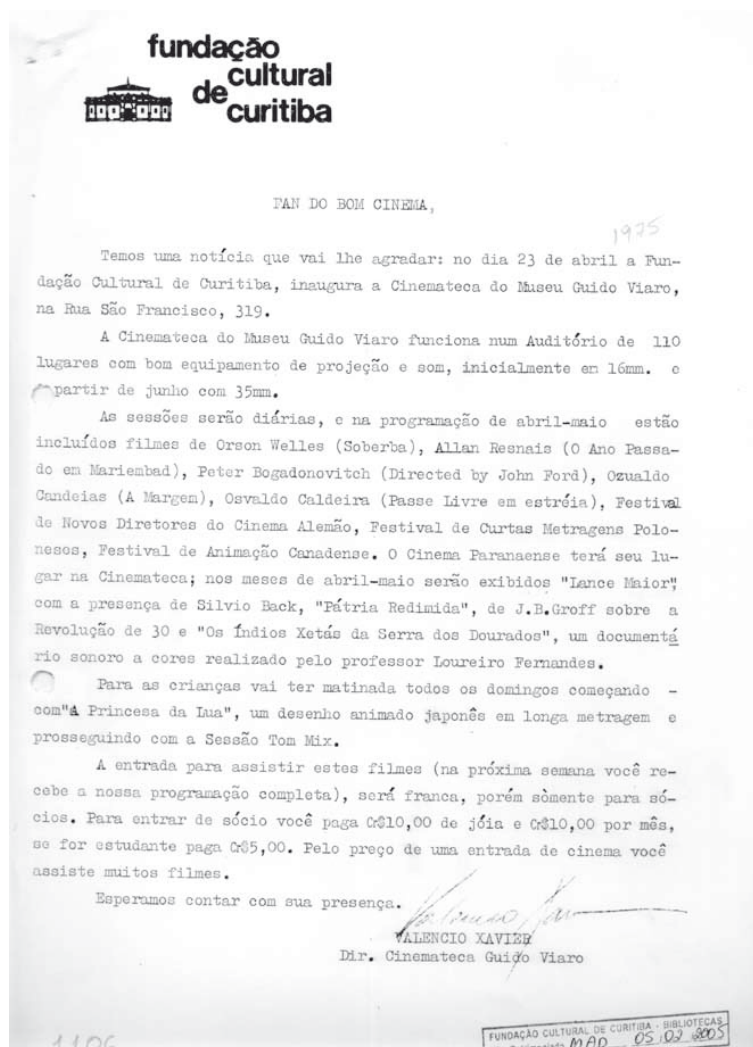 fundação
cultural
de
curitiba
FAN DO BOM CINEMA,
1975
Temos uma notícia que vai lhe agradar: no dia 23 de abril a Fun-
dação Cultural de Curitiba, inaugura a Cinemateca do Museu Guido Viaro,
na Rua São Francisco, 319.
A Cinemateca do Museu Guido Viaro funciona num Auditório de 110
lugares com bom equipamento de projeção e som, inicialmente em 16mm. e
partir de junho com 35mm.
As sessões serão diárias, e na programação de abril-maio estão
incluídos filmes de Orson Welles (Soberba), Allan Resnais (O Ano Passa-
do em Mariembad), Peter Bogadonovitch (Directed by John Ford), Ozualdo
Candeias (A Margem), Osvaldo Caldeira (Passe Livre em estréia), Festival
de Novos Diretores do Cinema Alemão, Festival de Curtas Metragens Polo-
neses, Festival de Animação Canadense. O Cinema Paranaense terá seu lu-
gar na Cinemateca; nos meses de abril-maio serão exibidos "Lance Maior",
com a presença de Silvio Back, "Pátria Redimida", de J.B.Groff sobre a
Revolução de 30 e "Os Índios Xetás da Serra dos Dourados", um documentá
rio sonoro a cores realizado pelo professor Loureiro Fernandes.
Para as crianças vai ter matinada todos os domingos começando -
com"A Princesa da Lua", um desenho animado japonês em longa metragem e
prosseguindo com a Sessão Tom Mix.
A entrada para assistir estes filmes (na próxima semana você re-
cebe a nossa programação completa), será franca, porém sòmente para só-
cios. Para entrar de sócio você paga Cr$10,00 de jóia e Cr$10,00 por mês,
se for estudante paga Cr$5,00. Pelo preço de uma entrada de cinema você
assiste muitos filmes.
Esperamos contar com sua presença.
VALENCIO XAVIER
Dir. Cinemateca Guido Viaro
1106
FUNDAÇÃO CULTURAL DE CURITIBA - BIBLIOTECAS
MAD 05/02/2005